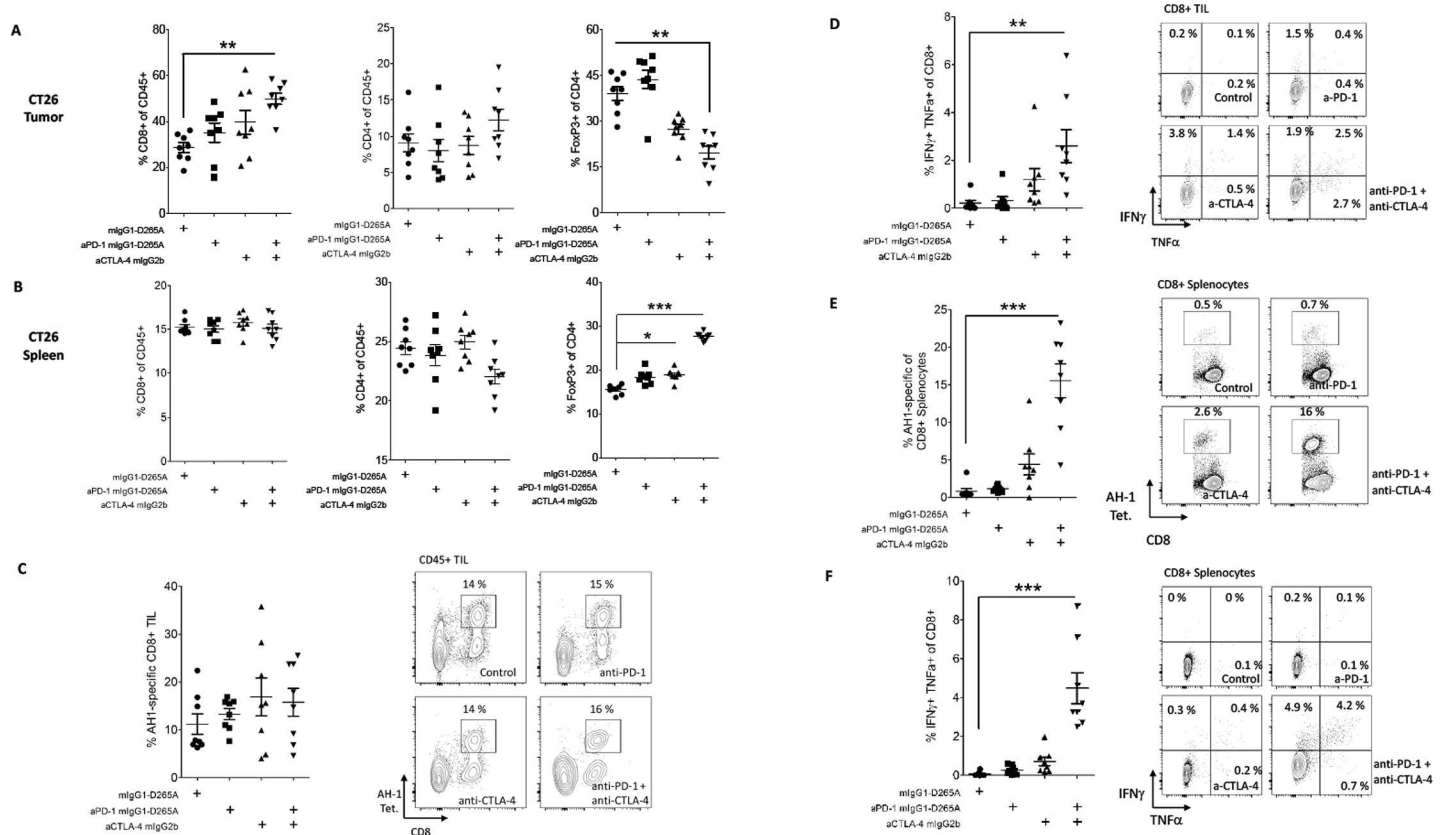 A
CT26
Tumor
% CD8+ of CD45+
80
60
40
20
0
**
mIgG1-D265A +
aPD-1 mIgG1-D265A + +
aCTLA-4 mIgG2b + +
% CD4+ of CD45+
25
20
15
10
5
0
mIgG1-D265A +
aPD-1 mIgG1-D265A + +
aCTLA-4 mIgG2b + +
% FoxP3+ of CD4+
60
45
30
15
0
**
+
+ +
+ +
B
CT26
Spleen
% CD8+ of CD45+
20
15
10
5
0
mIgG1-D265A +
aPD-1 mIgG1-D265A + +
aCTLA-4 mIgG2b + +
% CD4+ of CD45+
30
25
20
15
mIgG1-D265A +
aPD-1 mIgG1-D265A + +
aCTLA-4 mIgG2b + +
% FoxP3+ of CD4+
40
30
20
10
0
***
*
mIgG1-D265A +
aPD-1 mIgG1-D265A + +
aCTLA-4 mIgG2b + +
C
% AH1-specific CD8+ TIL
40
30
20
10
0
mIgG1-D265A +
aPD-1 mIgG1-D265A + +
aCTLA-4 mIgG2b + +
CD45+ TIL
14 %
Control
15 %
anti-PD-1
14 %
anti-CTLA-4
16 %
anti-PD-1 +
anti-CTLA-4
AH-1
Tet.
CD8
D
% IFNγ+ TNFa+ of CD8+
8
6
4
2
0
**
mIgG1-D265A +
aPD-1 mIgG1-D265A + +
aCTLA-4 mIgG2b + +
CD8+ TIL
0.2 % 0.1 %
0.2 %
Control
1.5 % 0.4 %
0.4 %
a-PD-1
3.8 % 1.4 %
0.5 %
a-CTLA-4
1.9 % 2.5 %
2.7 %
anti-PD-1 +
anti-CTLA-4
IFNγ
TNFα
E
% AH1-specific of
CD8+ Splenocytes
25
20
15
10
5
0
***
mIgG1-D265A +
aPD-1 mIgG1-D265A + +
aCTLA-4 mIgG2b + +
CD8+ Splenocytes
0.5 %
Control
0.7 %
anti-PD-1
2.6 %
a-CTLA-4
16 %
anti-PD-1 +
anti-CTLA-4
AH-1
Tet.
CD8
F
% IFNγ+ TNFa+ of CD8+
10
8
6
4
2
0
***
mIgG1-D265A +
aPD-1 mIgG1-D265A + +
aCTLA-4 mIgG2b + +
CD8+ Splenocytes
0 % 0 %
0.1 %
Control
0.2 % 0.1 %
0.1 %
a-PD-1
0.3 % 0.4 %
0.2 %
a-CTLA-4
4.9 % 4.2 %
0.7 %
anti-PD-1 +
anti-CTLA-4
IFNγ
TNFα